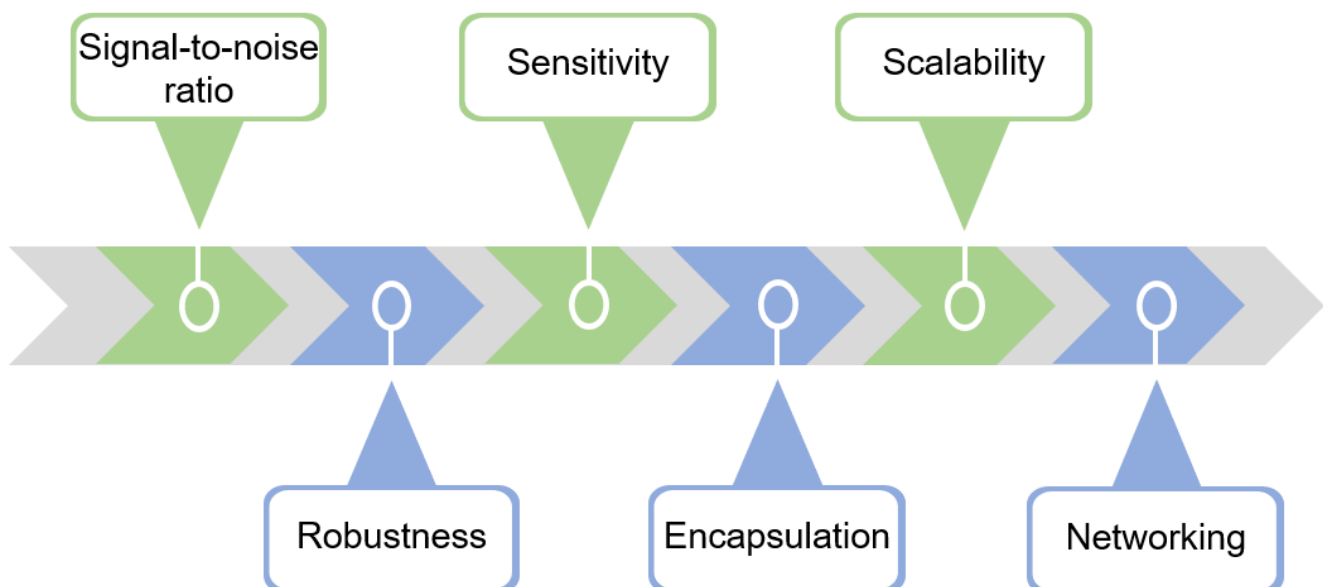 Signal-to-noise
ratio
Sensitivity
Scalability
Robustness
Encapsulation
Networking